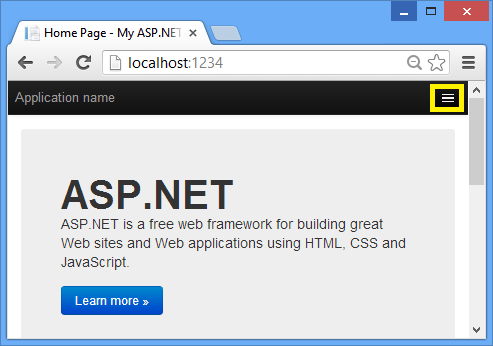 Home Page - My ASP.NET
localhost:1234
Application name
ASP.NET
ASP.NET is a free web framework for building great
Web sites and Web applications using HTML, CSS and
JavaScript.
Learn more »